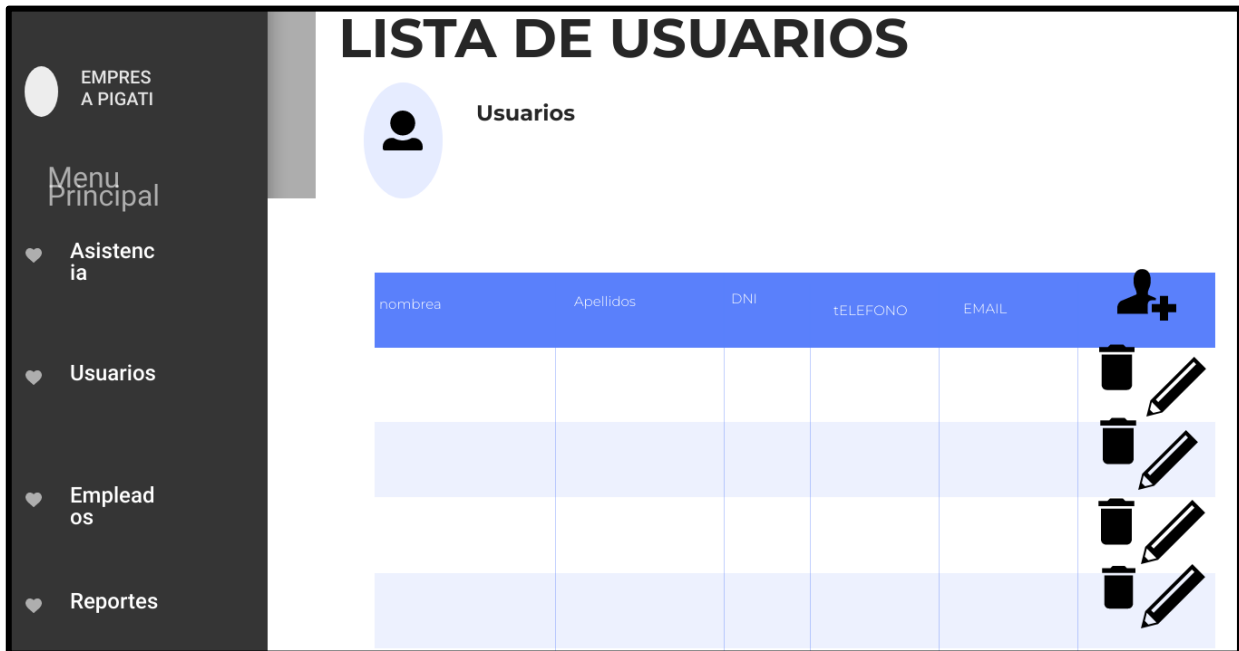 LISTA DE USUARIOS
EMPRES
A PIGATI
Usuarios
Menu
Principal
Asistenc
ia
Usuarios
Emplead
os
Reportes
nombrea Apellidos DNI tELEFONO EMAIL